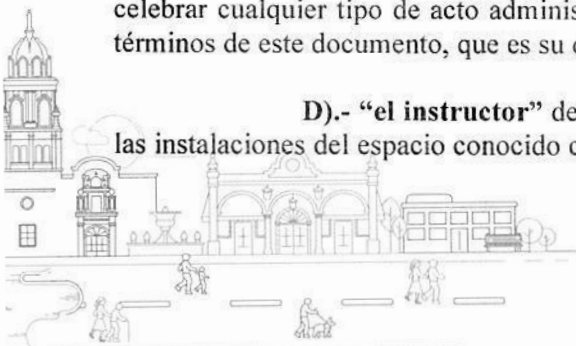 celebrar cualquier tipo de acto adminis
términos de este documento, que es su
D).- “el instructor” de
las instalaciones del espacio conocido